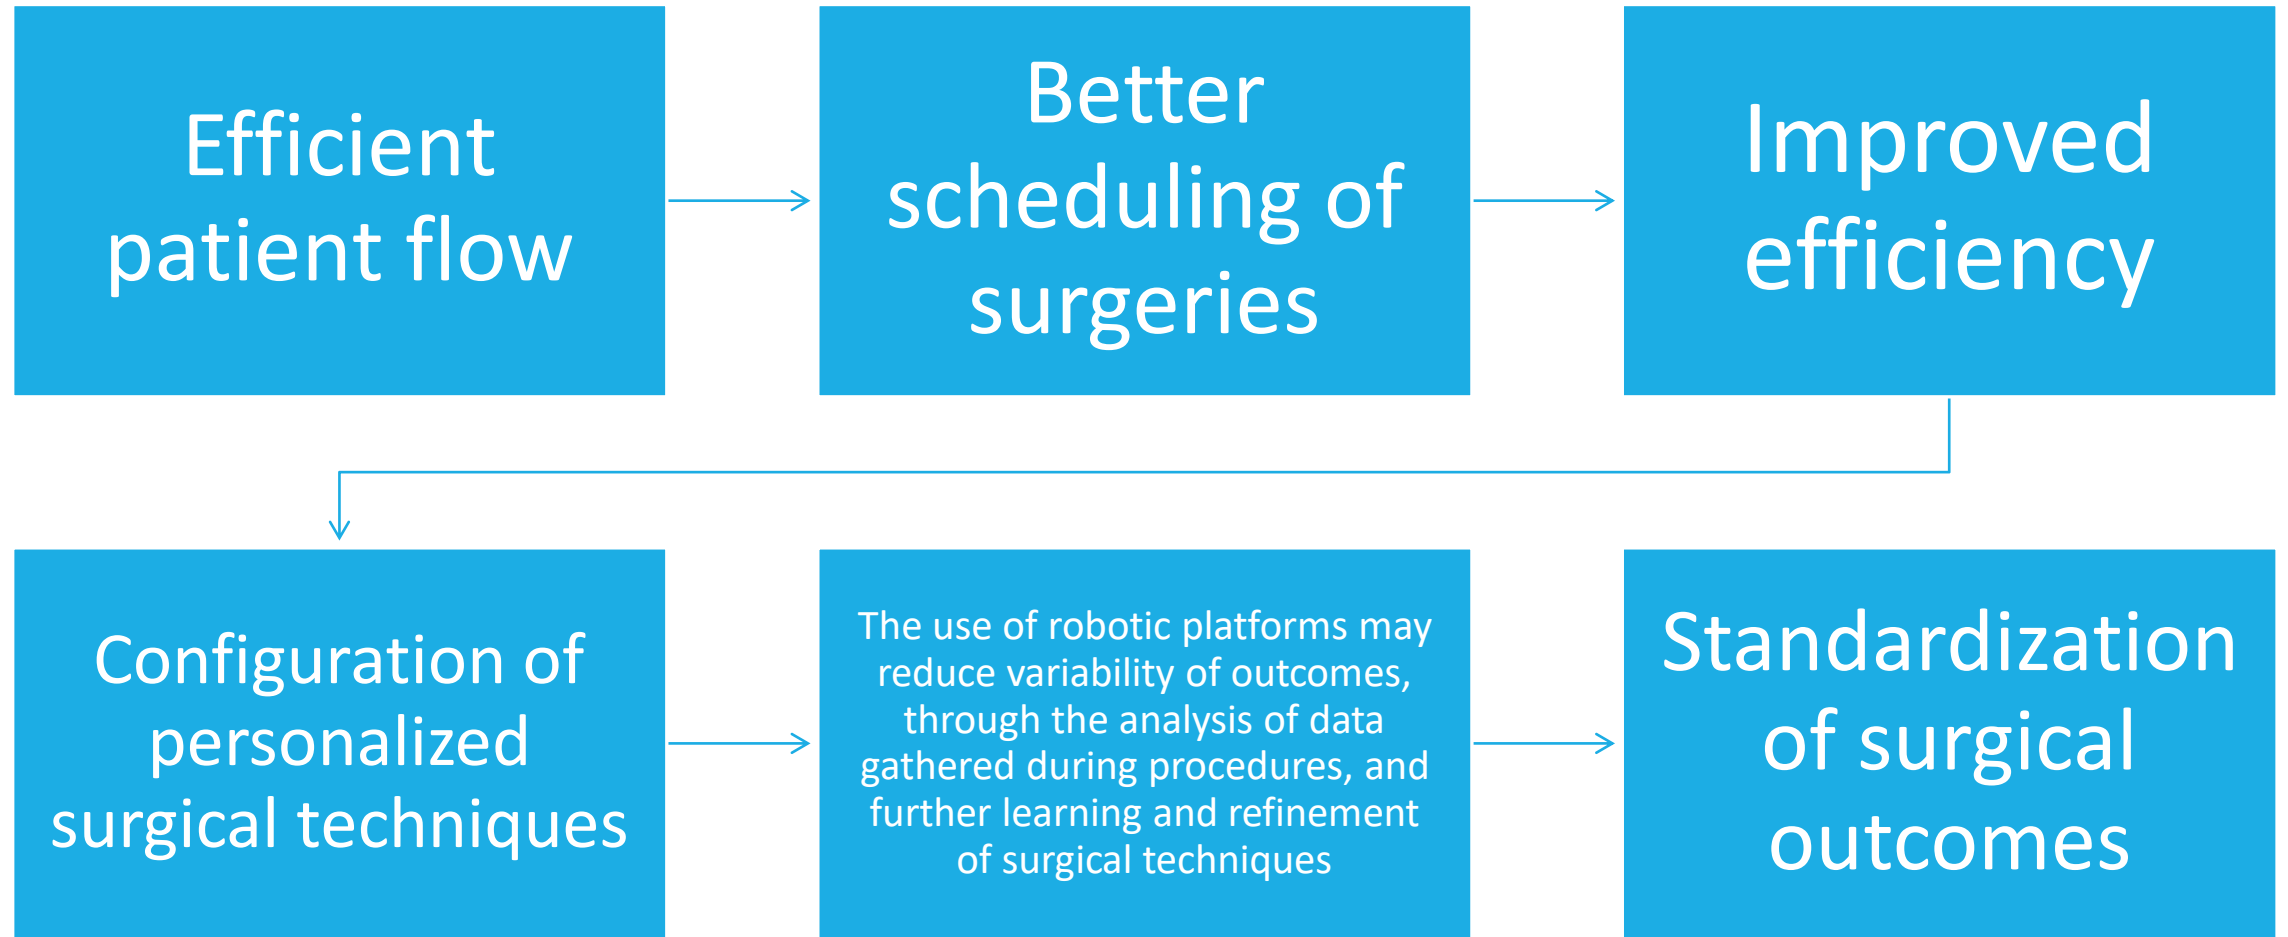 Efficient
patient flow
Better
scheduling of
surgeries
Improved
efficiency
Configuration of
personalized
surgical techniques
The use of robotic platforms may
reduce variability of outcomes,
through the analysis of data
gathered during procedures, and
further learning and refinement
of surgical techniques
Standardization
of surgical
outcomes